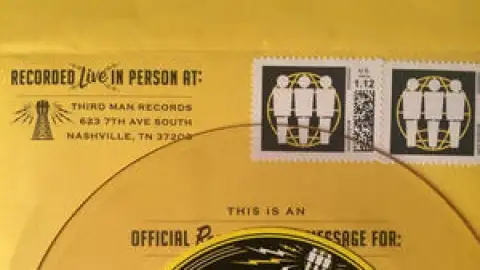 RECORDED Live IN PERSON AT:
THIRD MAN RECORDS
623 7TH AVE SOUTH
NASHVILLE, TN 37203
U.S.
1.12
THIS IS AN
OFFICIAL
MESSAGE FOR: